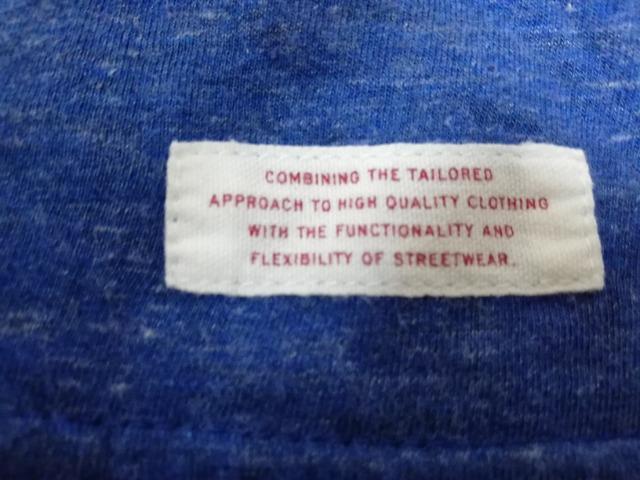 COMBINING THE TAILORED
APPROACH TO HIGH QUALITY CLOTHING
WITH THE FUNCTIONALITY AND
FLEXIBILITY OF STREETWEAR.